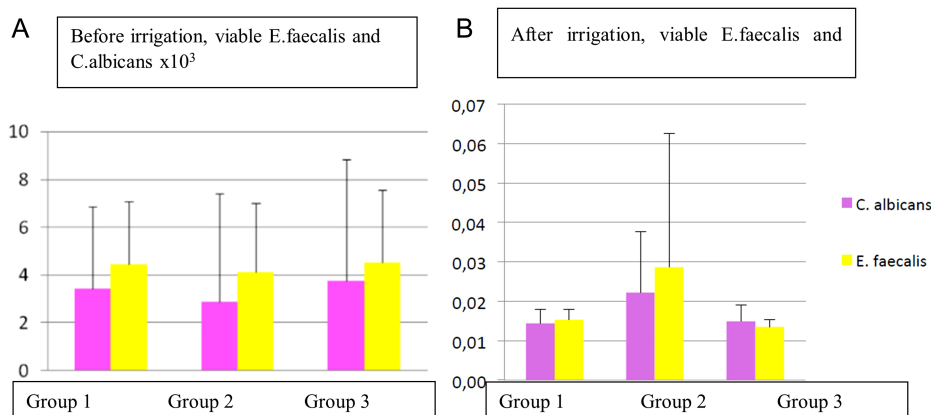 A
Before irrigation, viable E.faecalis and
C.albicans x10³
10
8
6
4
2
0
Group 1 Group 2 Group 3
B
After irrigation, viable E.faecalis and
0,07
0,06
0,05
0,04
0,03
0,02
0,01
0,00
Group 1 Group 2 Group 3
C. albicans
E. faecalis